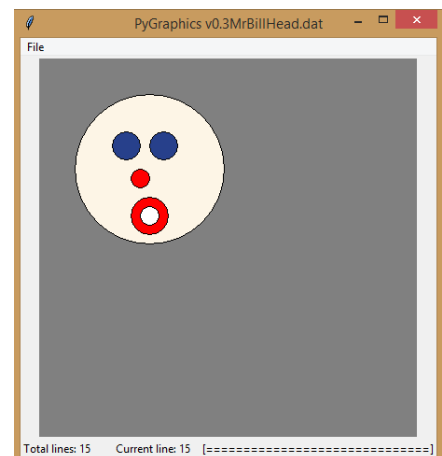 PyGraphics v0.3MrBillHead.dat
File
Total lines: 15 Current line: 15 [==============================]